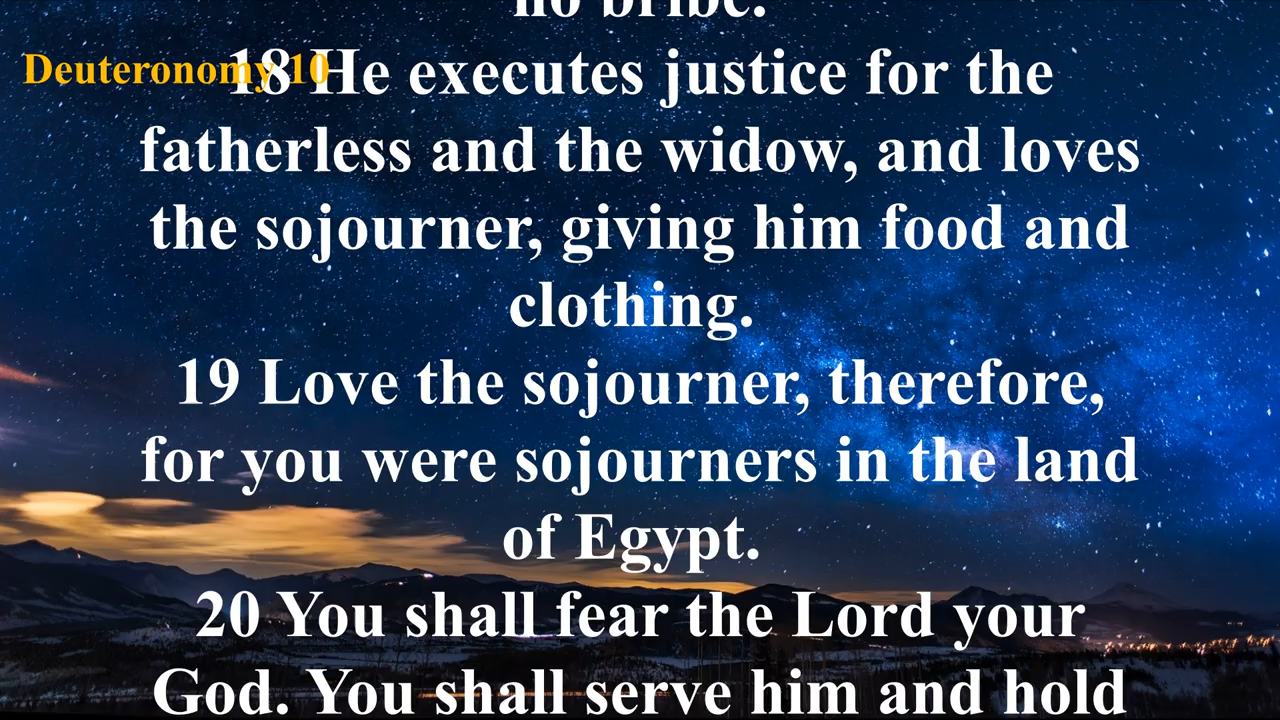 no bribe.
Deuteronomy 10
18 He executes justice for the
fatherless and the widow, and loves
the sojourner, giving him food and
clothing.
19 Love the sojourner, therefore,
for you were sojourners in the land
of Egypt.
20 You shall fear the Lord your
God. You shall serve him and hold